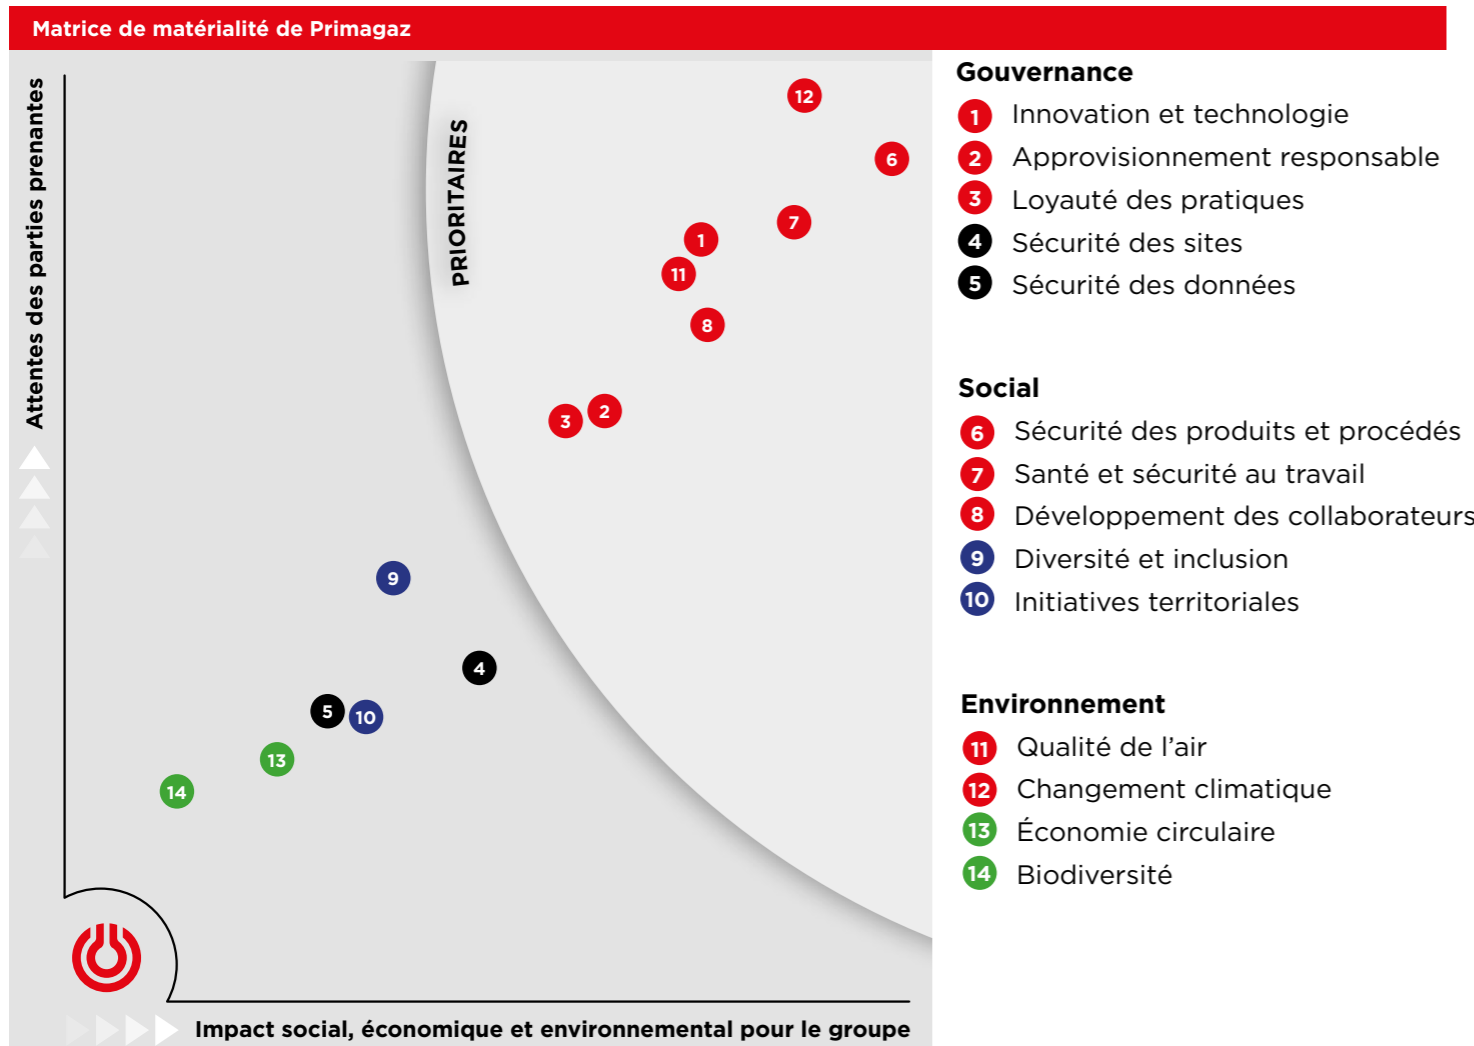 Matrice de matérialité de Primagaz
Attentes des parties prenantes
PRIORITAIRES
12
6
7
1
11
8
2
3
9
4
5
10
13
14
Impact social, économique et environnemental pour le groupe
Gouvernance
1 Innovation et technologie
2 Approvisionnement responsable
3 Loyauté des pratiques
4 Sécurité des sites
5 Sécurité des données
Social
6 Sécurité des produits et procédés
7 Santé et sécurité au travail
8 Développement des collaborateurs
9 Diversité et inclusion
10 Initiatives territoriales
Environnement
11 Qualité de l’air
12 Changement climatique
13 Économie circulaire
14 Biodiversité